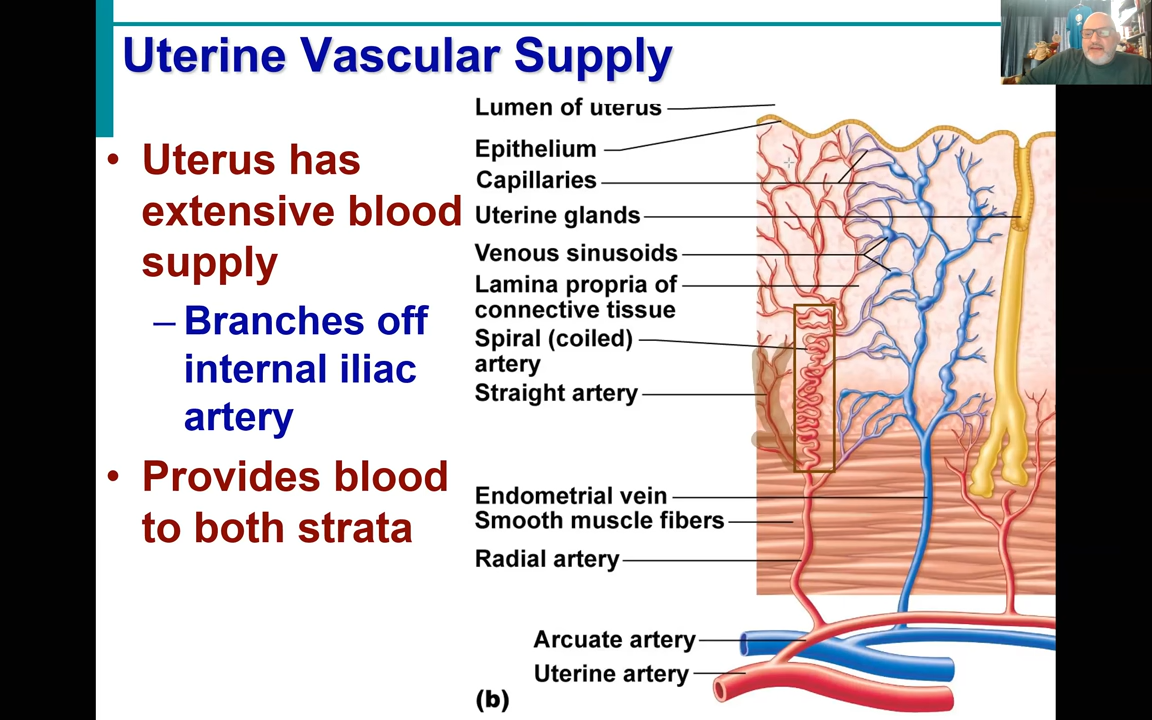 Uterine Vascular Supply
• Uterus has
extensive blood
supply
– Branches off
internal iliac
artery
• Provides blood
to both strata
Lumen of uterus
Epithelium
Capillaries
Uterine glands
Venous sinusoids
Lamina propria of
connective tissue
Spiral (coiled)
artery
Straight artery
Endometrial vein
Smooth muscle fibers
Radial artery
Arcuate artery
Uterine artery
(b)